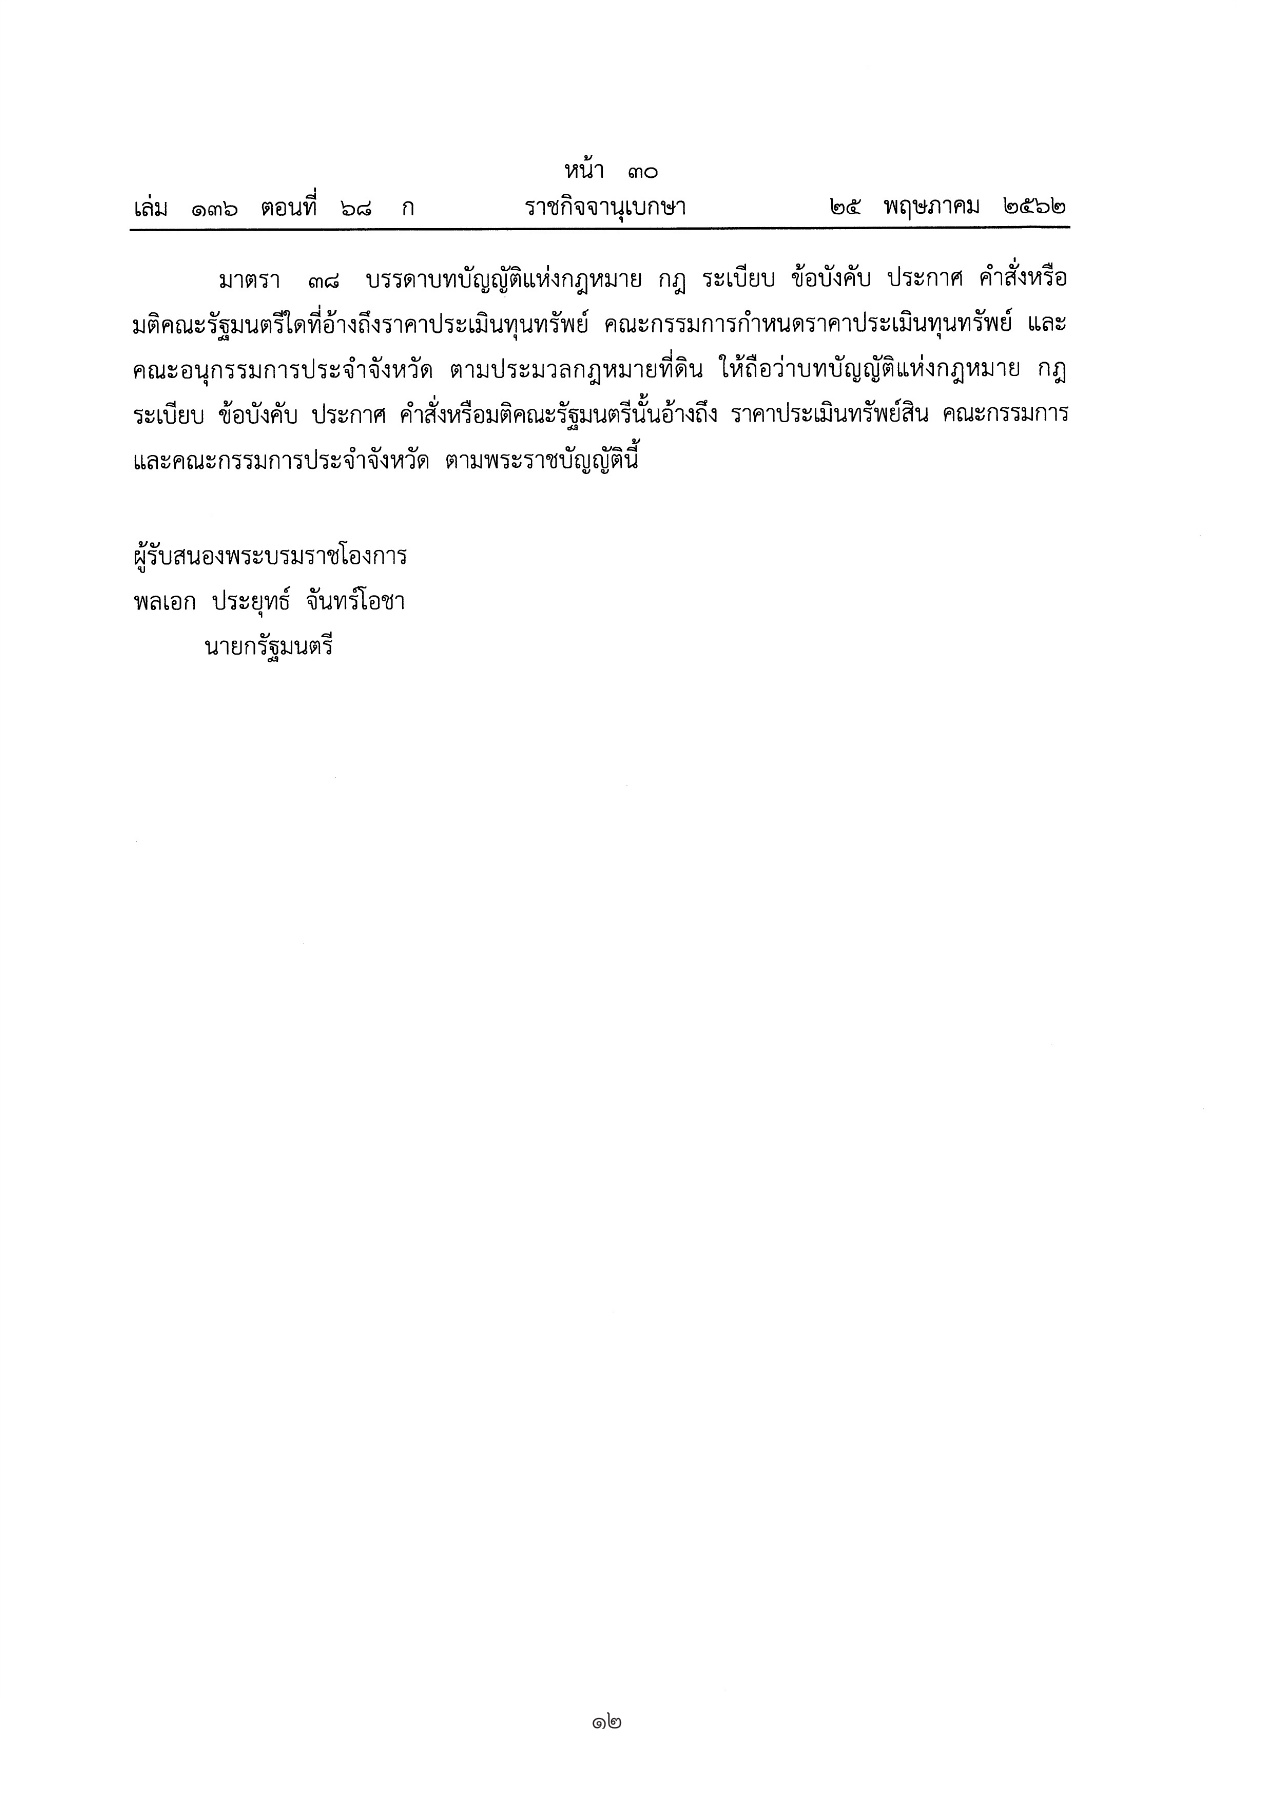 หน้า ๓๐
เล่ม ๑๓๖ ตอนที่ ๖๘ ก ราชกิจจานุเบกษา ๒๕ พฤษภาคม ๒๕๖๒
มาตรา ๓๘ บรรดาบทบัญญัติแห่งกฎหมาย กฎ ระเบียบ ข้อบังคับ ประกาศ คำสั่งหรือ
มติคณะรัฐมนตรีใดที่อ้างถึงราคาประเมินทุนทรัพย์ คณะกรรมการกำหนดราคาประเมินทุนทรัพย์ และ
คณะอนุกรรมการประจำจังหวัด ตามประมวลกฎหมายที่ดิน ให้ถือว่าบทบัญญัติแห่งกฎหมาย กฎ
ระเบียบ ข้อบังคับ ประกาศ คำสั่งหรือมติคณะรัฐมนตรีนั้นอ้างถึง ราคาประเมินทรัพย์สิน คณะกรรมการ
และคณะกรรมการประจำจังหวัด ตามพระราชบัญญัตินี้
ผู้รับสนองพระบรมราชโองการ
พลเอก ประยุทธ์ จันทร์โอชา
นายกรัฐมนตรี
๑๒